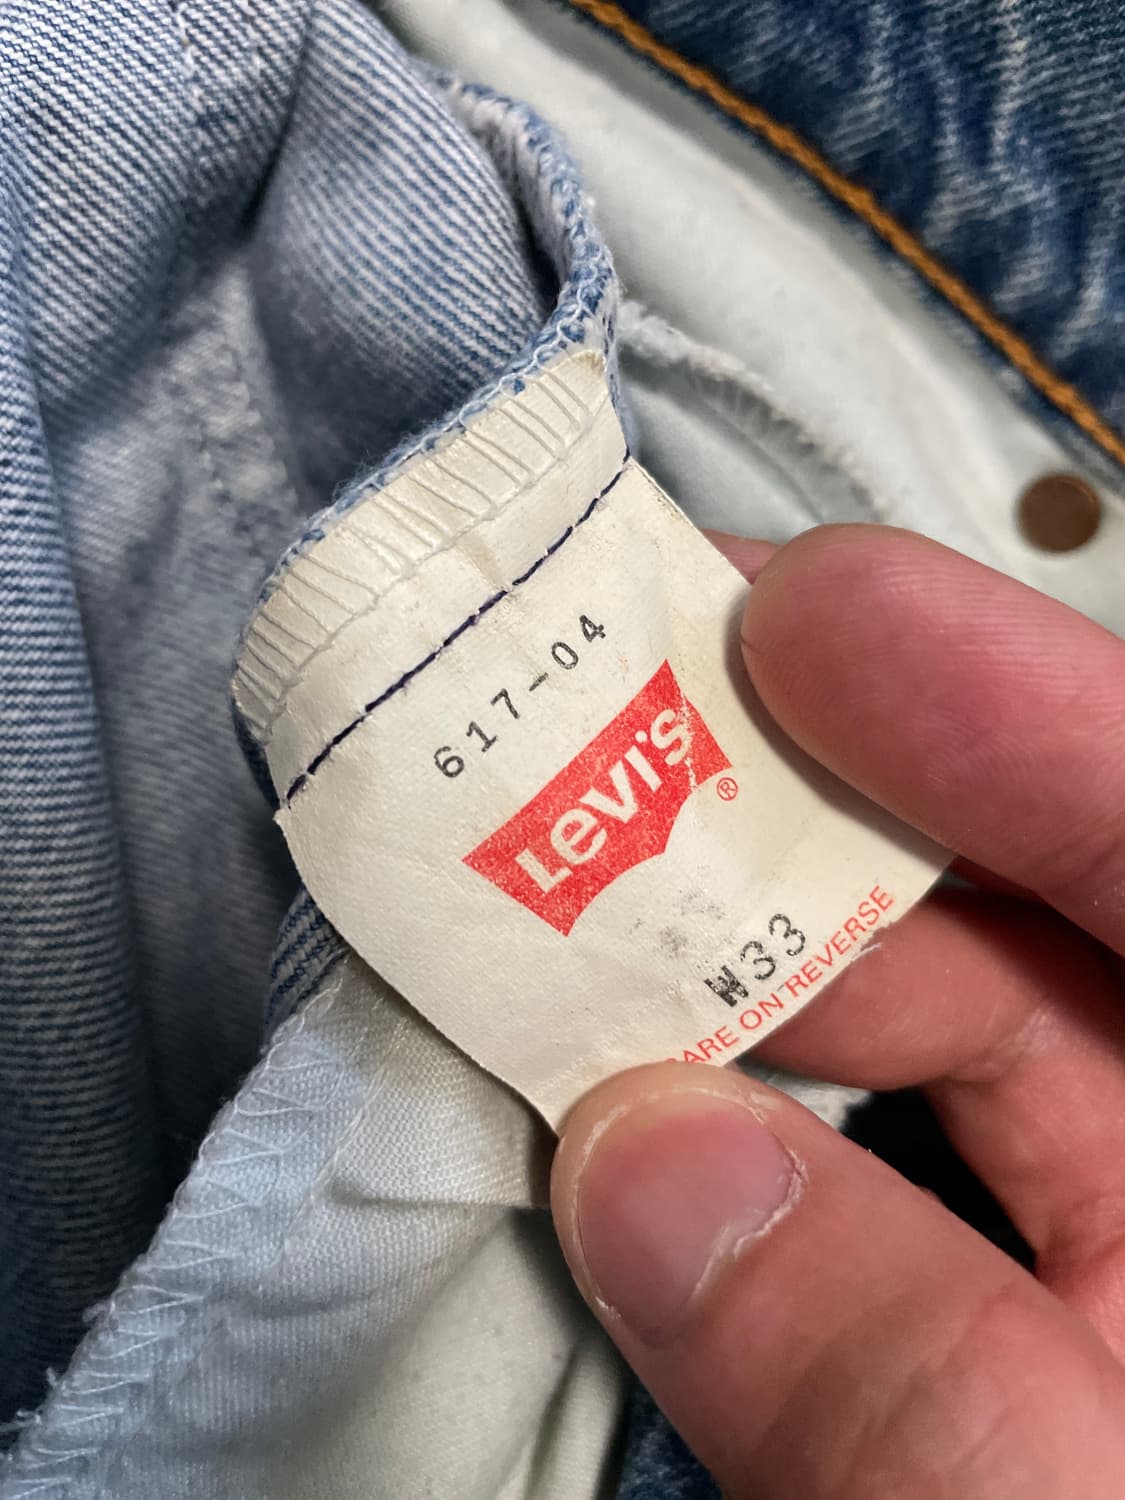 617-04
Levi's®
W33
CARE ON REVERSE